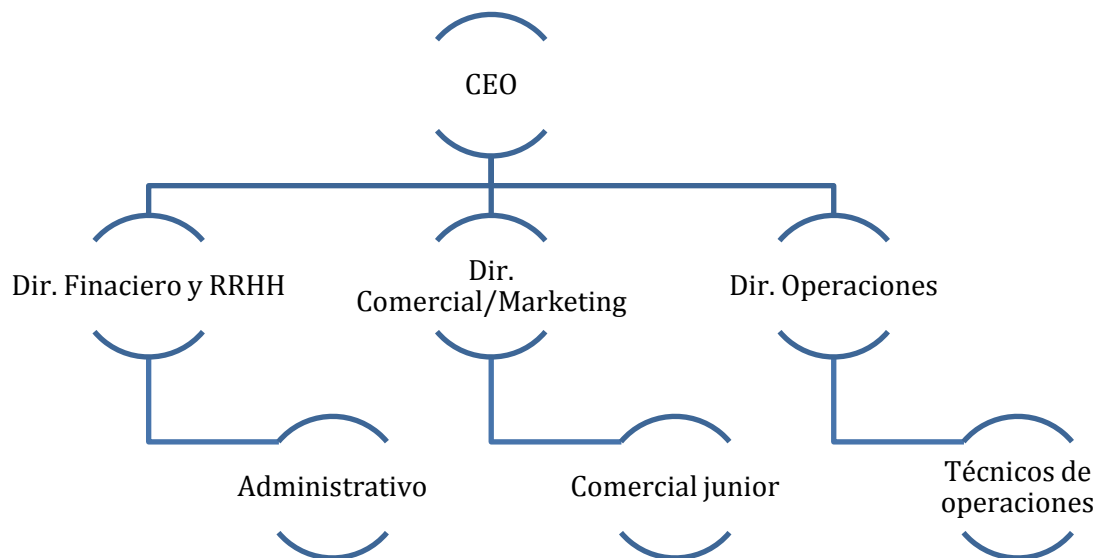 CEO
Dir. Finaciero y RRHH
Dir.
Comercial/Marketing
Dir. Operaciones
Administrativo
Comercial junior
Técnicos de
operaciones